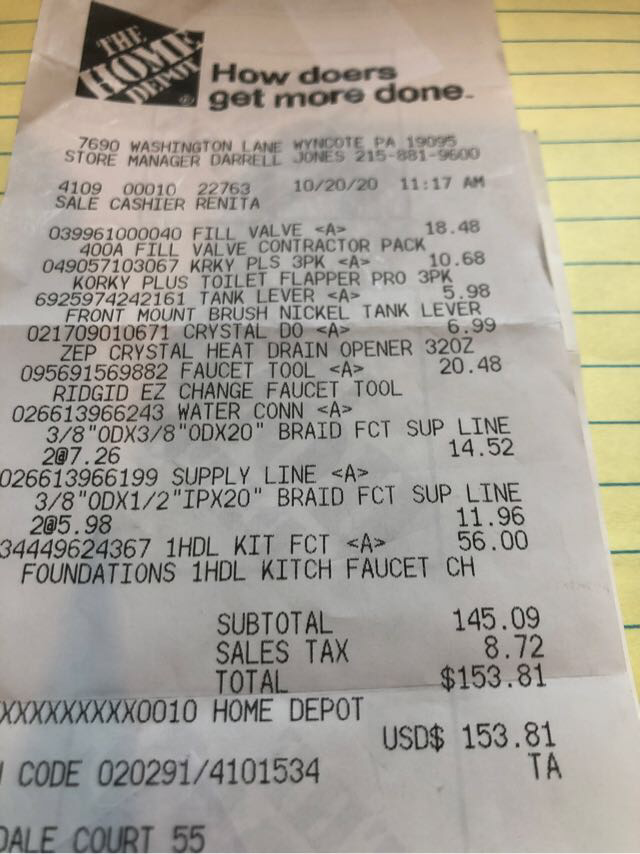 THE
HOME
DEPOT
®
How doers
get more done.
7690 WASHINGTON LANE WYNCOTE PA 19095
STORE MANAGER DARRELL JONES 215-881-9600
4109 00010 22763 10/20/20 11:17 AM
SALE CASHIER RENITA
039961000040 FILL VALVE <A> 18.48
400A FILL VALVE CONTRACTOR PACK
049057103067 KRKY PLS 3PK <A> 10.68
KORKY PLUS TOILET FLAPPER PRO 3PK
6925974242161 TANK LEVER <A> 5.98
FRONT MOUNT BRUSH NICKEL TANK LEVER
021709010671 CRYSTAL DO <A> 6.99
ZEP CRYSTAL HEAT DRAIN OPENER 32OZ
095691569882 FAUCET TOOL <A> 20.48
RIDGID EZ CHANGE FAUCET TOOL
026613966243 WATER CONN <A>
3/8"ODX3/8"ODX20" BRAID FCT SUP LINE
2@7.26 14.52
026613966199 SUPPLY LINE <A>
3/8"ODX1/2"IPX20" BRAID FCT SUP LINE
2@5.98 11.96
34449624367 1HDL KIT FCT <A> 56.00
FOUNDATIONS 1HDL KITCH FAUCET CH
SUBTOTAL 145.09
SALES TAX 8.72
TOTAL $153.81
XXXXXXXXXX0010 HOME DEPOT
USD$ 153.81
CODE 020291/4101534 TA
DALE COURT 55